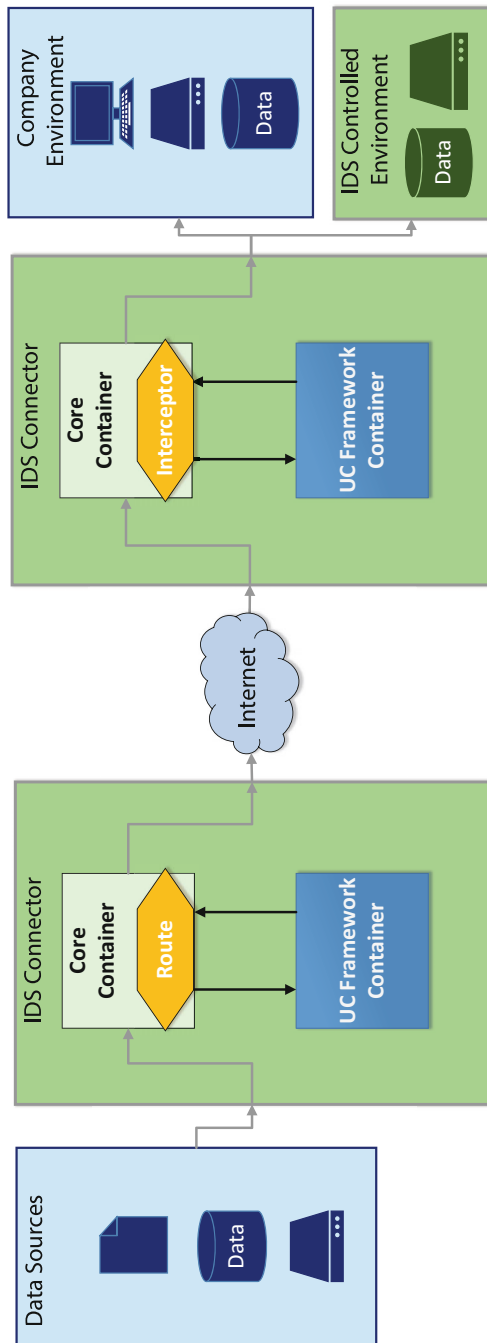 Data Sources
Data
IDS Connector
Core
Container
Route
UC Framework
Container
Internet
IDS Connector
Core
Container
Interceptor
UC Framework
Container
Company
Environment
Data
IDS Controlled
Environment
Data